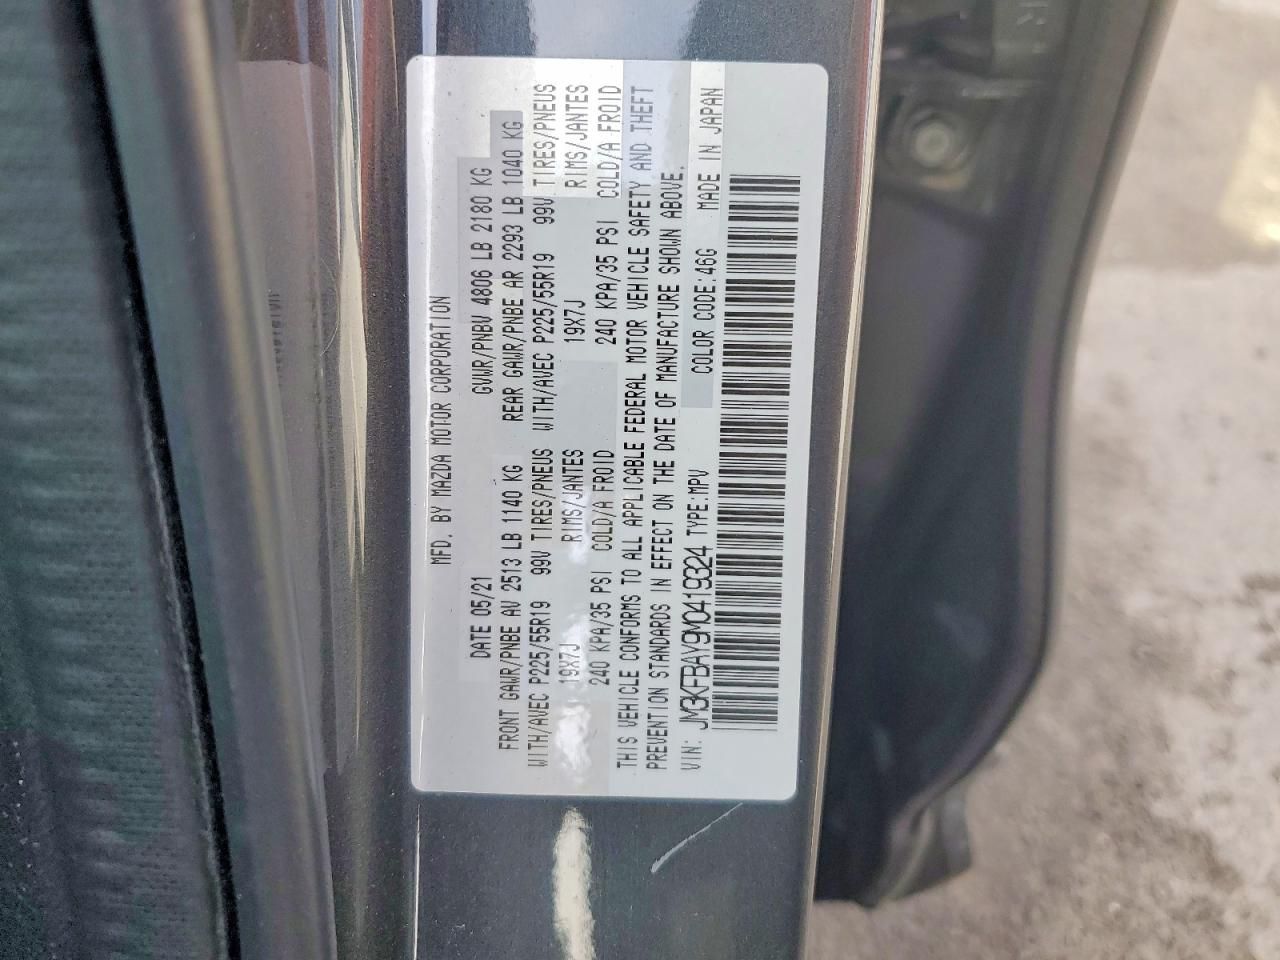 MFD. BY MAZDA MOTOR CORPORATION
DATE 05/21 GVWR/PNBV 4806 LB 2180 KG
FRONT GAWR/PNBE AV 2513 LB 1140 KG REAR GAWR/PNBE AR 2293 LB 1040 KG
WITH/AVEC P225/55R19 99V TIRES/PNEUS WITH/AVEC P225/55R19 99V TIRES/PNEUS
19X7J RIMS/JANTES 19X7J RIMS/JANTES
240 KPA/35 PSI COLD/A FROID 240 KPA/35 PSI COLD/A FROID
THIS VEHICLE CONFORMS TO ALL APPLICABLE FEDERAL MOTOR VEHICLE SAFETY AND THEFT
PREVENTION STANDARDS IN EFFECT ON THE DATE OF MANUFACTURE SHOWN ABOVE.
VIN: JM3KFBAY9M0419324 TYPE:MPV COLOR CODE:46G MADE IN JAPAN